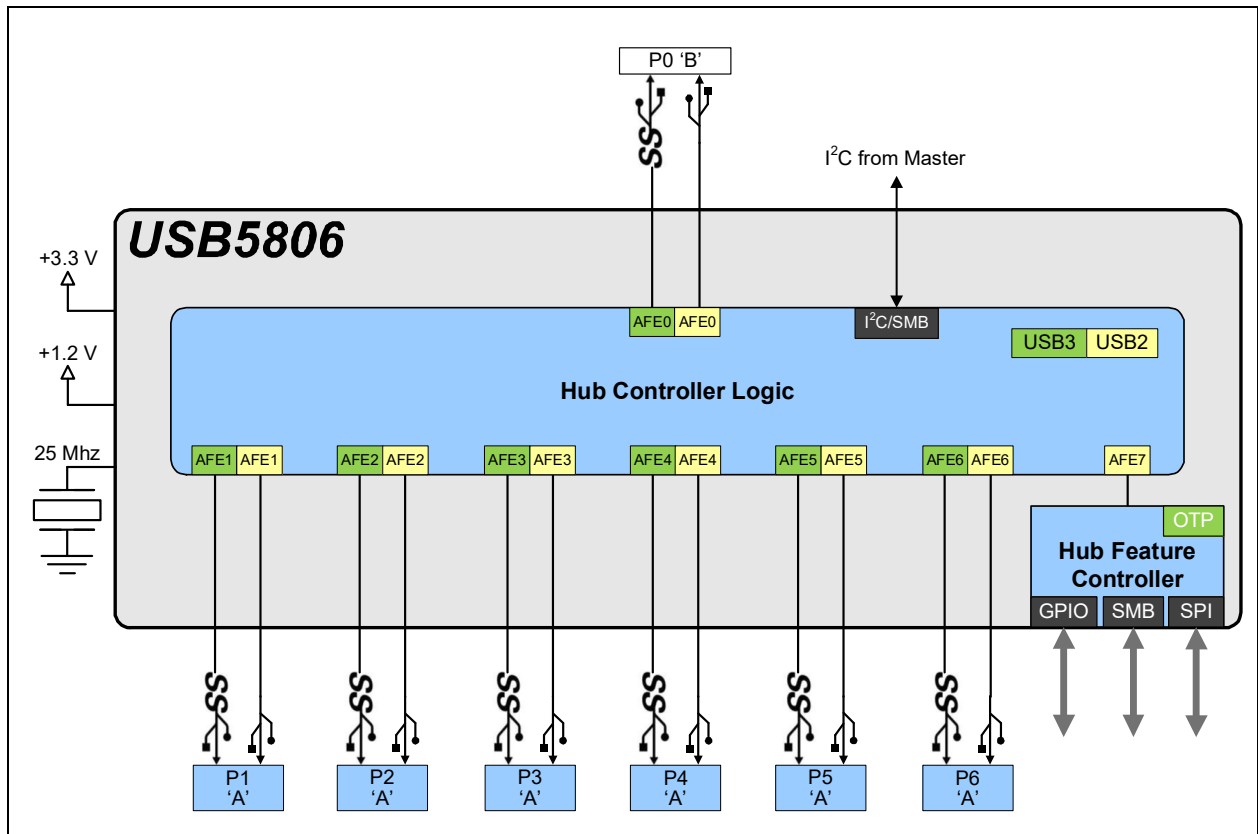 P0 ‘B’
SS
I²C from Master
USB5806
+3.3 V
AFE0 AFE0
I²C/SMB
USB3 USB2
+1.2 V
Hub Controller Logic
25 Mhz
AFE1 AFE1 AFE2 AFE2 AFE3 AFE3 AFE4 AFE4 AFE5 AFE5 AFE6 AFE6 AFE7
OTP
Hub Feature
Controller
GPIO SMB SPI
SS SS SS SS SS SS
P1
‘A’
P2
‘A’
P3
‘A’
P4
‘A’
P5
‘A’
P6
‘A’